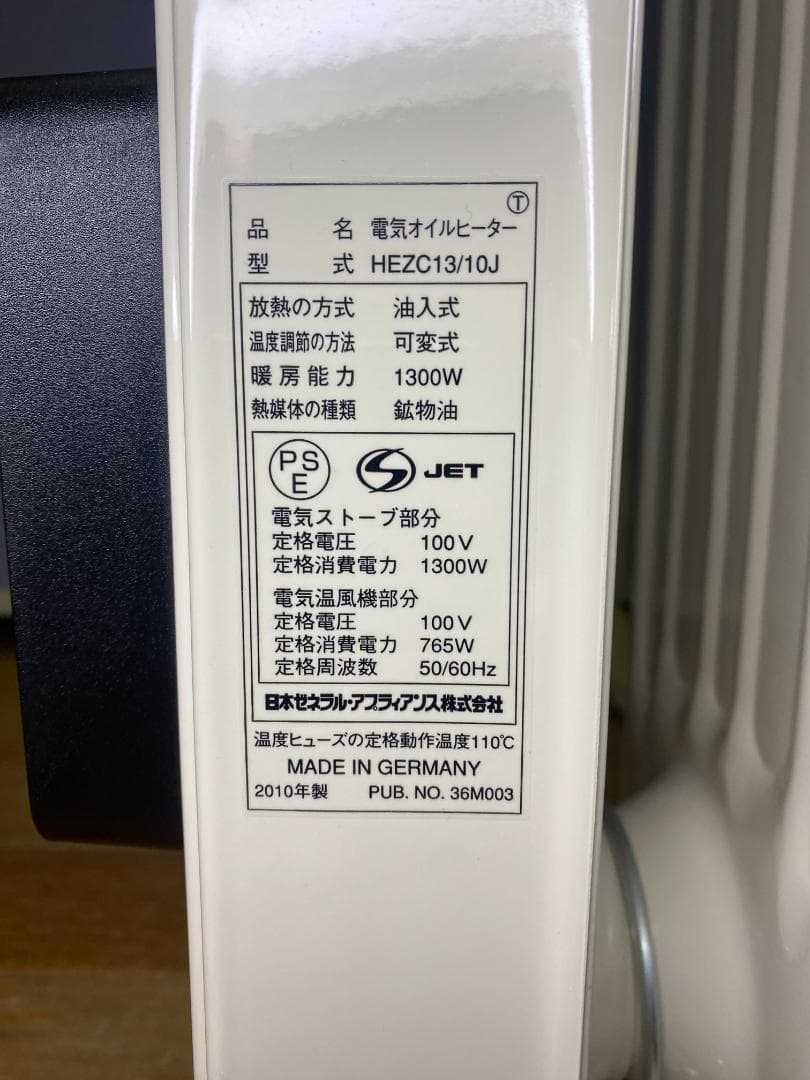 Ⓣ
品名 電気オイルヒーター
型式 HEZC13/10J
放熱の方式 油入式
温度調節の方法 可変式
暖房能力 1300W
熱媒体の種類 鉱物油
PS E JET
電気ストーブ部分
定格電圧 100V
定格消費電力 1300W
電気温風機部分
定格電圧 100V
定格消費電力 765W
定格周波数 50/60Hz
日本ゼネラル・アプライアンス株式会社
温度ヒューズの定格動作温度110℃
MADE IN GERMANY
2010年製 PUB. NO. 36M003